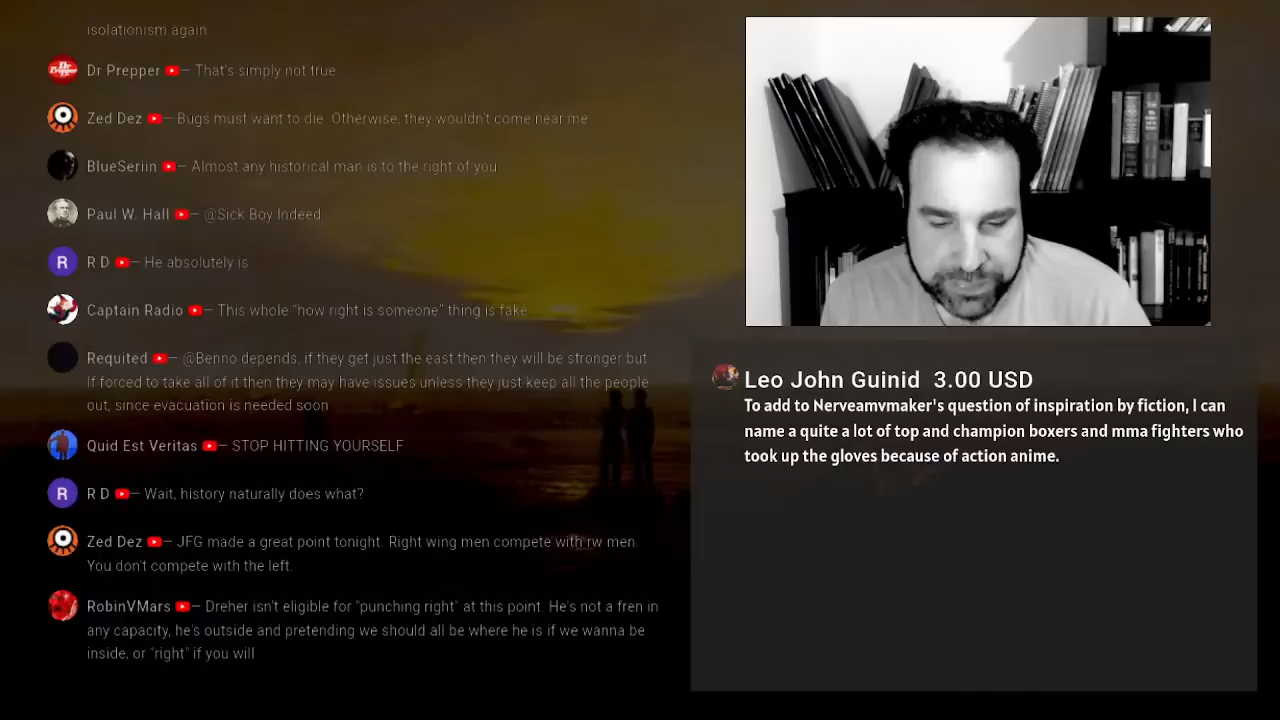 isolationism again
Dr Prepper — That's simply not true
Zed Dez — Bugs must want to die. Otherwise, they wouldn't come near me
BlueSeriin — Almost any historical man is to the right of you
Paul W. Hall — @Sick Boy Indeed
R
R D — He absolutely is
Captain Radio — This whole "how right is someone" thing is fake
Requited — @Benno depends, if they get just the east then they will be stronger but
If forced to take all of it then they may have issues unless they just keep all the people
out, since evacuation is needed soon
Quid Est Veritas — STOP HITTING YOURSELF
R
R D — Wait, history naturally does what?
Zed Dez — JFG made a great point tonight. Right wing men compete with rw men.
You don't compete with the left.
RobinVMars — Dreher isn't eligible for "punching right" at this point. He's not a fren in
any capacity, he's outside and pretending we should all be where he is if we wanna be
inside, or "right" if you will
Leo John Guinid 3.00 USD
To add to Nerveamvmaker's question of inspiration by fiction, I can
name a quite a lot of top and champion boxers and mma fighters who
took up the gloves because of action anime.